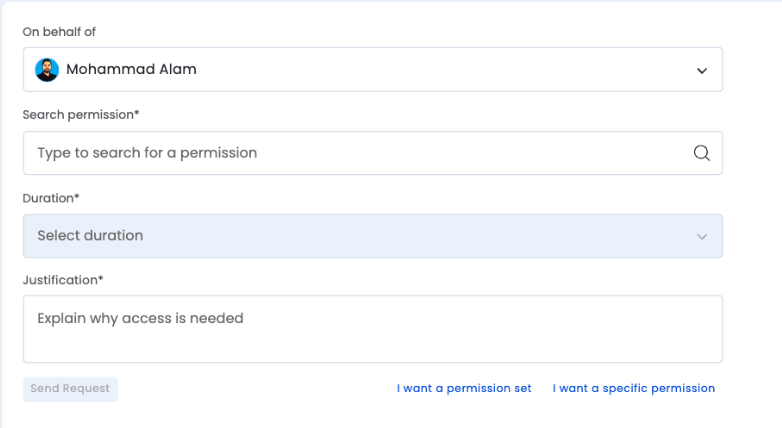 On behalf of
Mohammad Alam
Search permission*
Type to search for a permission
Duration*
Select duration
Justification*
Explain why access is needed
Send Request I want a permission set I want a specific permission